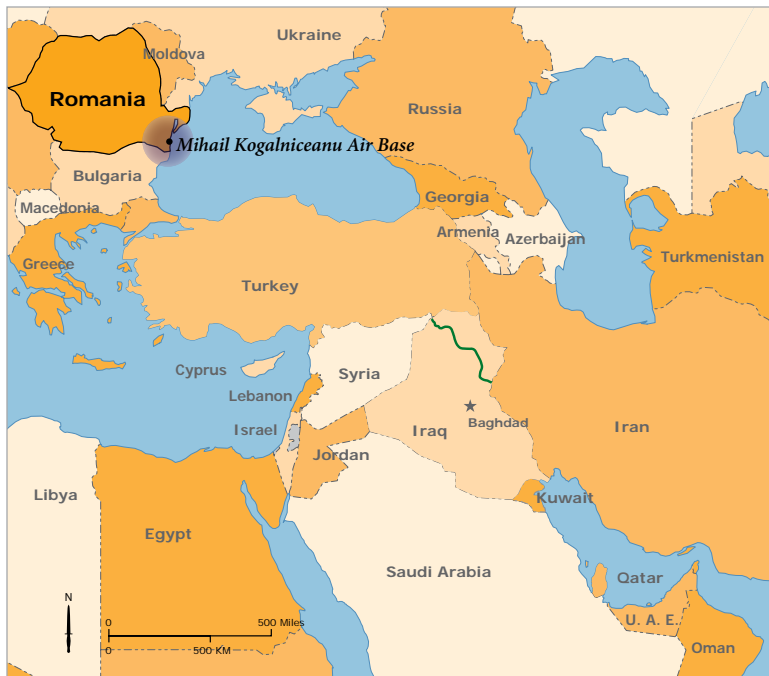 Ukraine
Moldova
Romania
Russia
Mihail Kogalniceanu Air Base
Bulgaria
Georgia
Macedonia
Armenia
Azerbaijan
Greece
Turkmenistan
Turkey
Cyprus
Syria
Lebanon
Israel
Iraq
Baghdad
Iran
Jordan
Libya
Kuwait
Egypt
Saudi Arabia
Qatar
N
0
500 Miles
U. A. E.
0
500 KM
Oman